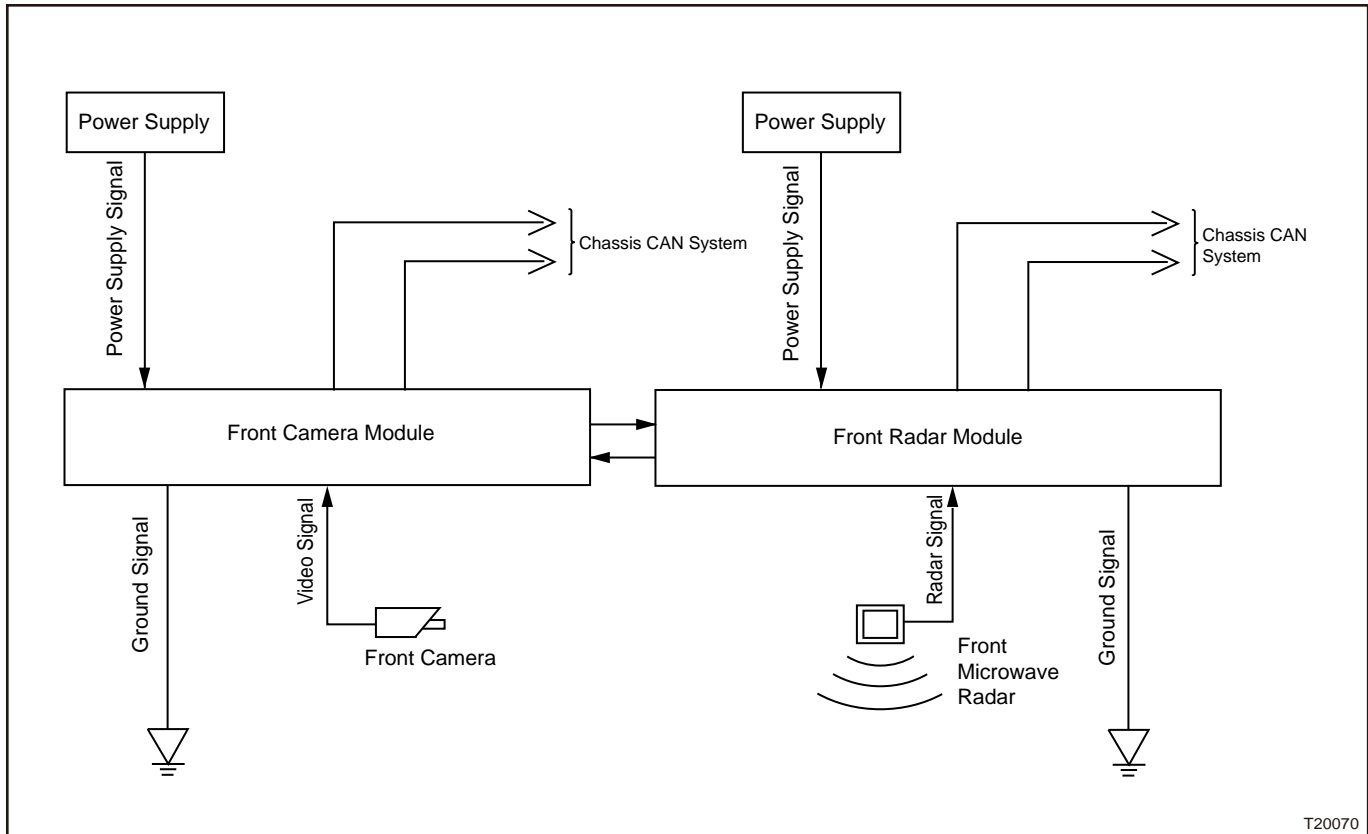 Power Supply
Power Supply
Power Supply Signal
Power Supply Signal
Chassis CAN System
Chassis CAN
System
Front Camera Module
Front Radar Module
Ground Signal
Video Signal
Radar Signal
Ground Signal
Front Camera
Front
Microwave
Radar
T20070